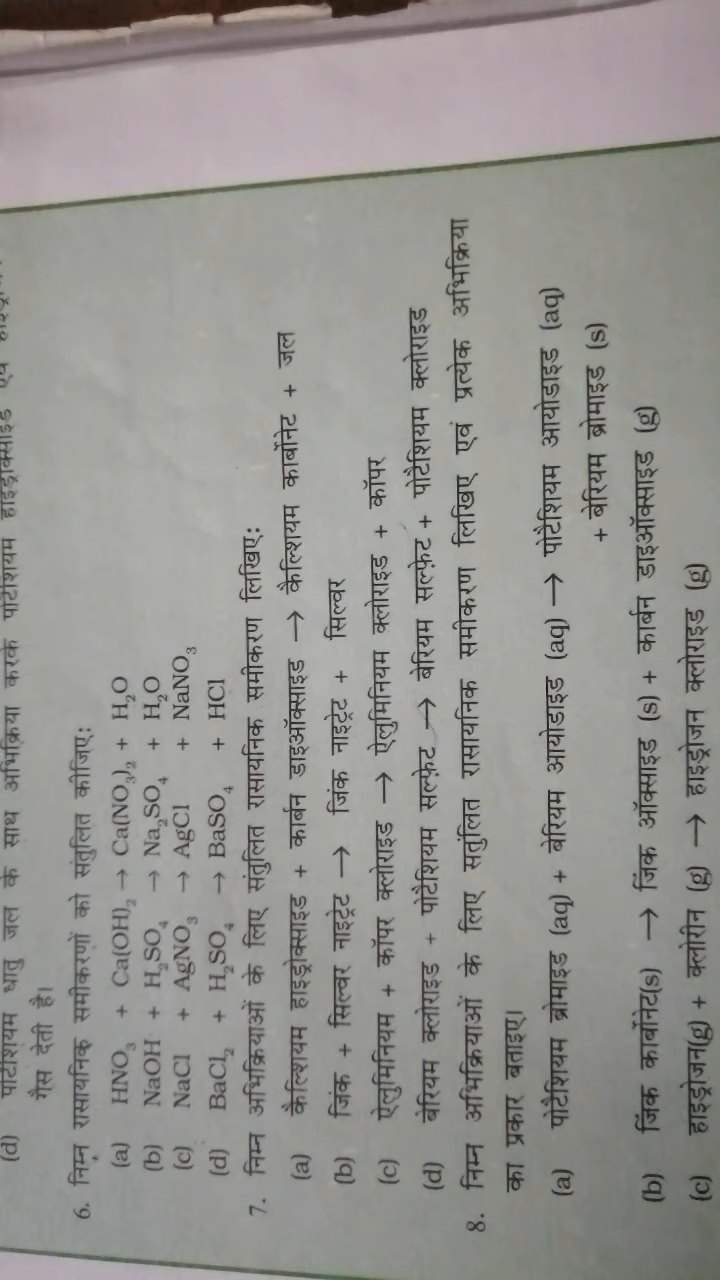 (d) पोटैशियम धातु जल के साथ अभिक्रिया करके पोटैशियम हाइड्रोक्साइड एवं
गैस देती है।
6. निम्न रासायनिक समीकरणों को संतुलित कीजिए:
(a) HNO₃ + Ca(OH)₂ → Ca(NO₃)₂ + H₂O
(b) NaOH + H₂SO₄ → Na₂SO₄ + H₂O
(c) NaCl + AgNO₃ → AgCl + NaNO₃
(d) BaCl₂ + H₂SO₄ → BaSO₄ + HCl
7. निम्न अभिक्रियाओं के लिए संतुलित रासायनिक समीकरण लिखिए:
(a) कैल्शियम हाइड्रोक्साइड + कार्बन डाइऑक्साइड → कैल्शियम कार्बोनेट + जल
(b) जिंक + सिल्वर नाइट्रेट → जिंक नाइट्रेट + सिल्वर
(c) ऐलुमिनियम + कॉपर क्लोराइड → ऐलुमिनियम क्लोराइड + कॉपर
(d) बेरियम क्लोराइड + पोटैशियम सल्फ़ेट → बेरियम सल्फ़ेट + पोटैशियम क्लोराइड
8. निम्न अभिक्रियाओं के लिए संतुलित रासायनिक समीकरण लिखिए एवं प्रत्येक अभिक्रिया
का प्रकार बताइए।
(a) पोटैशियम ब्रोमाइड (aq) + बेरियम आयोडाइड (aq) → पोटैशियम आयोडाइड (aq)
+ बेरियम ब्रोमाइड (s)
(b) जिंक कार्बोनेट(s) → जिंक ऑक्साइड (s) + कार्बन डाइऑक्साइड (g)
(c) हाइड्रोजन(g) + क्लोरीन (g) → हाइड्रोजन क्लोराइड (g)